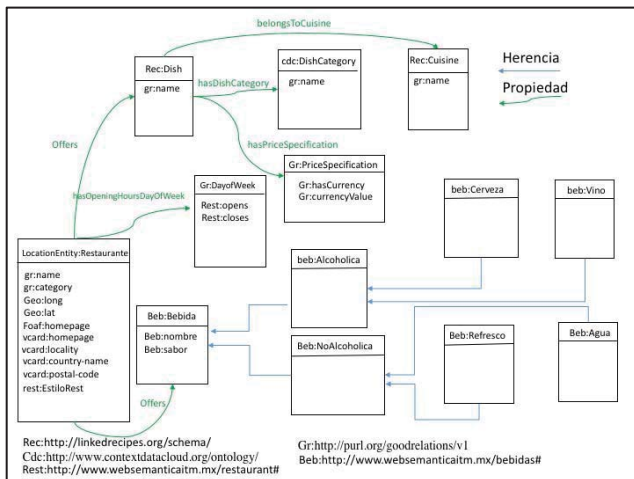 belongsToCuisine
Rec:Dish
gr:name
hasDishCategory
cdc:DishCategory
gr:name
Rec:Cuisine
gr:name
Herencia
Propiedad
Offers
hasPriceSpecification
Gr:PriceSpecification
Gr:hasCurrency
Gr:currencyValue
hasOpeningHoursDayOfWeek
Gr:DayofWeek
Rest:opens
Rest:closes
beb:Cerveza
beb:Vino
LocationEntity:Restaurante
gr:name
gr:category
Geo:long
Geo:lat
Foaf:homepage
vcard:homepage
vcard:locality
vcard:country-name
vcard:postal-code
rest:EstiloRest
beb:Alcoholica
Beb:Bebida
Beb:nombre
Beb:sabor
Beb:NoAlcoholica
Beb:Refresco
Beb:Agua
Offers
Rec:http://linkedrecipes.org/schema/
Cdc:http://www.contextdatacloud.org/ontology/
Rest:http://www.websemanticaitm.mx/restaurant#
Gr:http://purl.org/goodrelations/v1
Beb:http://www.websemanticaitm.mx/bebidas#